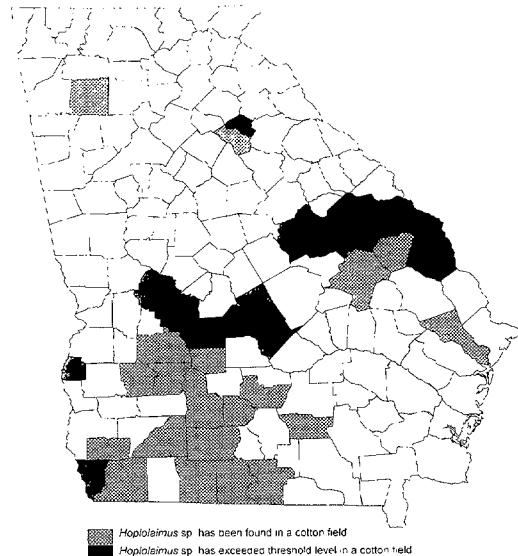 Hoplolaimus sp has been found in a cotton field
Hoplolaimus sp has exceeded threshold level in a cotton field